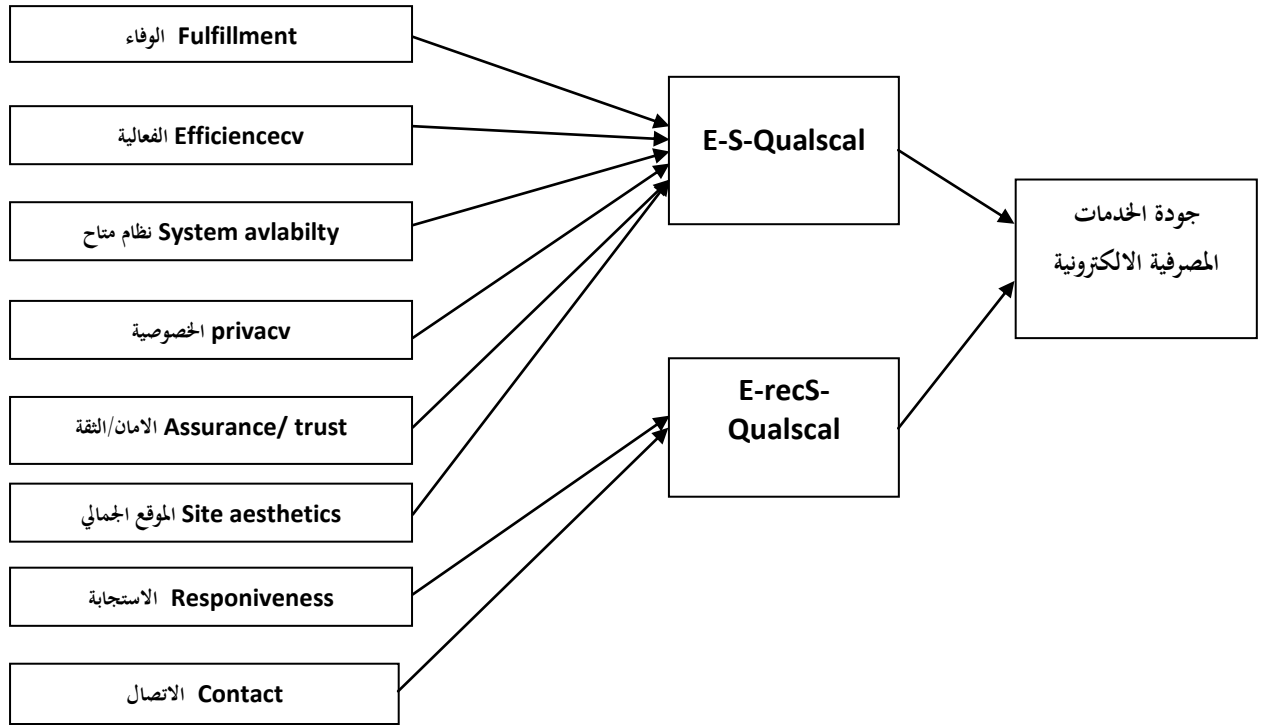 Fulfillment الوفاء
Efficiencecv الفعالية
System avlabilty نظام متاح
privacv الخصوصية
Assurance/ trust الامان/الثقة
Site aesthetics الموقع الجمالي
Responiveness الاستجابة
Contact الاتصال
E-S-Qualscal
E-recS-
Qualscal
جودة الخدمات
المصرفية الالكترونية